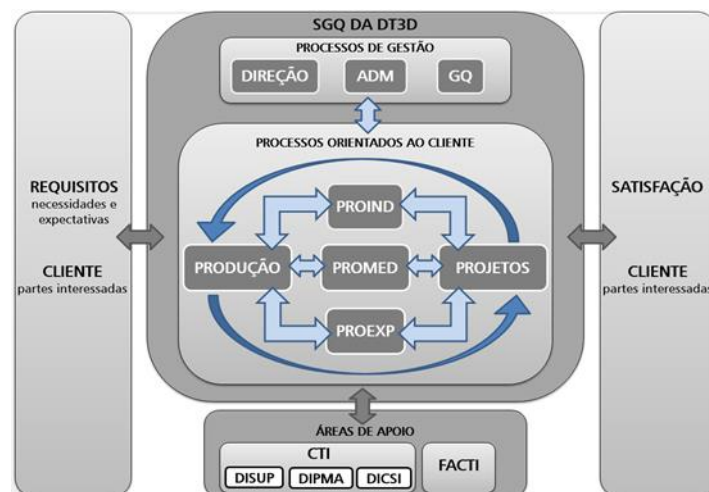 SGQ DA DT3D
PROCESSOS DE GESTÃO
DIREÇÃO
ADM
GQ
PROCESSOS ORIENTADOS AO CLIENTE
REQUISITOS
necessidades e
expectativas
CLIENTE
partes interessadas
PROIND
PRODUÇÃO
PROMED
PROJETOS
PROEXP
SATISFAÇÃO
CLIENTE
partes interessadas
ÁREAS DE APOIO
CTI
DISUP
DIPMA
DICSI
FACTI